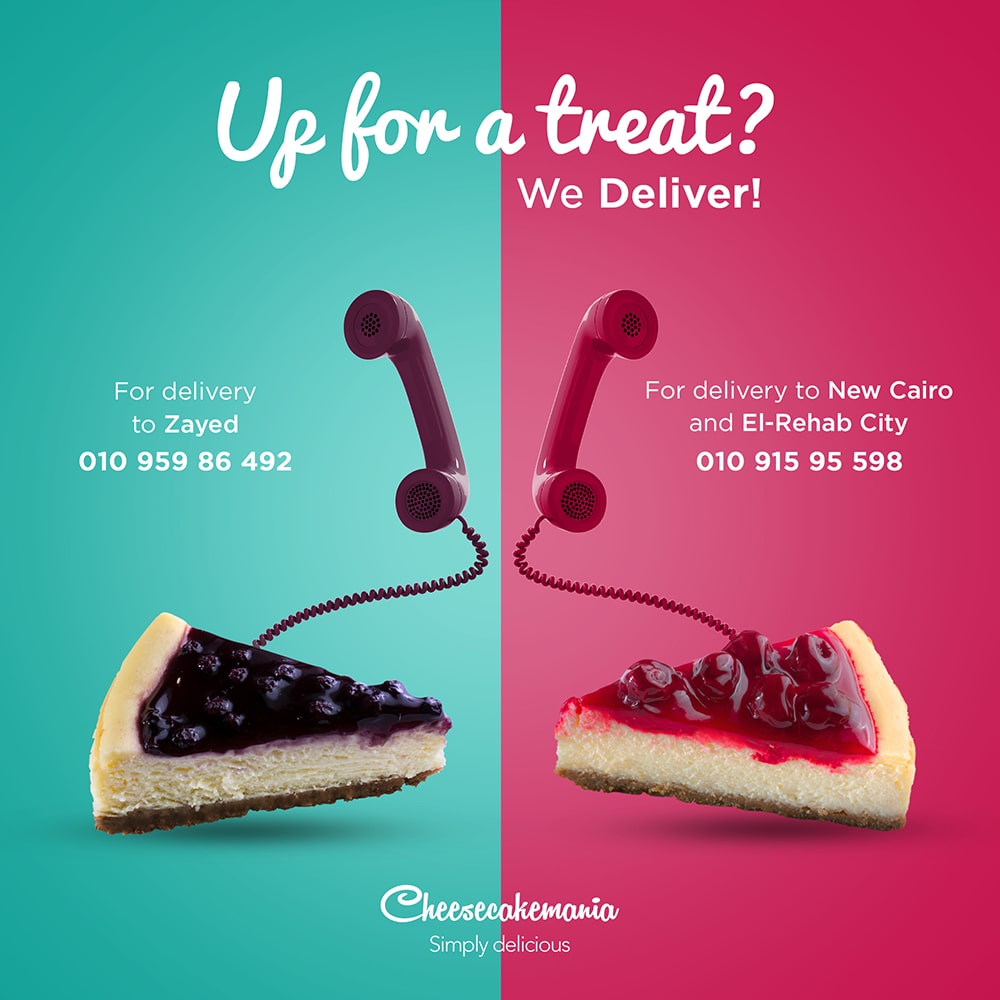 Up for a treat?
We Deliver!
For delivery
to Zayed
010 959 86 492
For delivery to New Cairo
and El-Rehab City
010 915 95 598
Cheesecakemania
Simply delicious